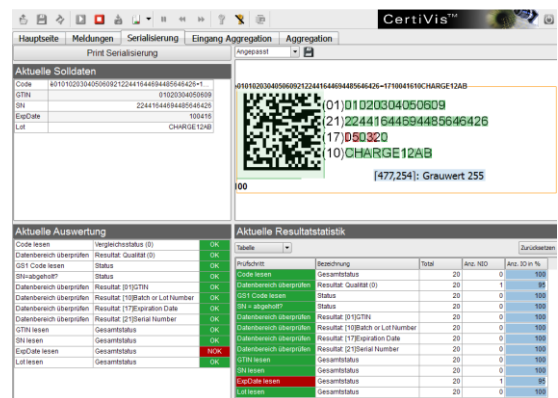 CertiVis™
Hauptseite Meldungen Serialisierung Eingang Aggregation Aggregation
Print Serialisierung
Angepasst
Aktuelle Solldaten
GTIN 01020304050609
SN 22441644694485646426
ExpDate 100416
Lot CHARGE12AB
(01)01020304050609
(21)22441644694485646426
(17)050320
(10)CHARGE12AB
[477,254]: Grauwert 255
100
Aktuelle Auswertung
Code lesen Vergleichsstatus (0) OK
Datenbereich überprüfen Resultat: Qualität (0) OK
GS1 Code lesen Status OK
SN=abgeholt? Status OK
Datenbereich überprüfen Resultat: [01]GTIN OK
Datenbereich überprüfen Resultat: [10]Batch or Lot Number OK
Datenbereich überprüfen Resultat: [17]Expiration Date OK
Datenbereich überprüfen Resultat: [21]Serial Number OK
GTIN lesen Gesamtstatus OK
SN lesen Gesamtstatus OK
ExpDate lesen Gesamtstatus NOK
Lot lesen Gesamtstatus OK
Aktuelle Resultatstatistik
Tabelle Zurücksetzen
Prüfschritt Bezeichnung Total Anz. NIO Anz. IO in %
Code lesen Gesamtstatus 20 0 100
Datenbereich überprüfen Resultat: Qualität (0) 20 1 95
GS1 Code lesen Status 20 0 100
SN = abgeholt? Status 20 0 100
Datenbereich überprüfen Resultat: [01]GTIN 20 0 100
Datenbereich überprüfen Resultat: [10]Batch or Lot Number 20 0 100
Datenbereich überprüfen Resultat: [17]Expiration Date 20 0 100
Datenbereich überprüfen Resultat: [21]Serial Number 20 0 100
GTIN lesen Gesamtstatus 20 0 100
SN lesen Gesamtstatus 20 0 100
ExpDate lesen Gesamtstatus 20 1 95
Lot lesen Gesamtstatus 20 0 100